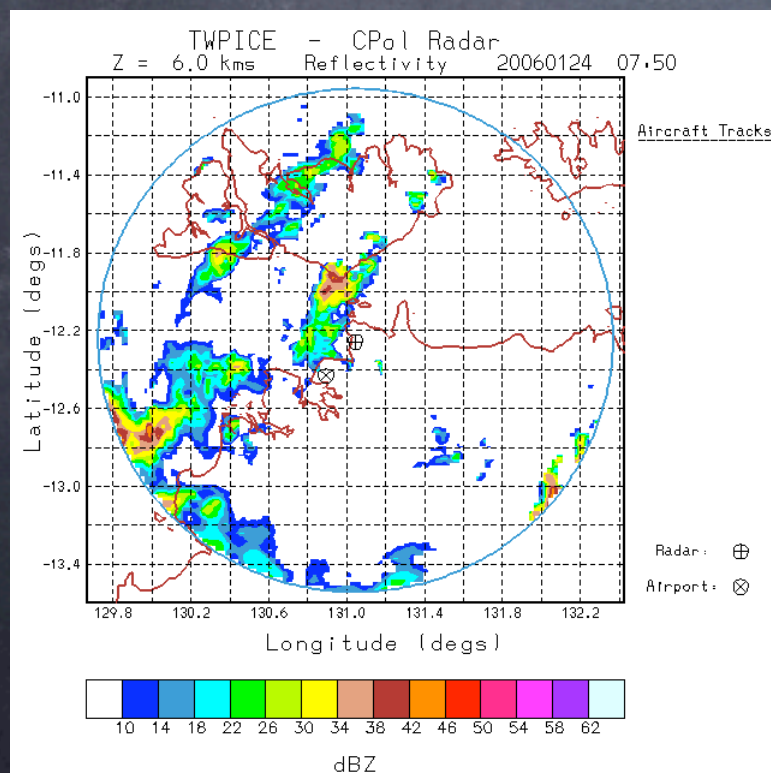 TWPICE - CPol Radar
Z = 6.0 kms Reflectivity 20060124 07.50
-11.0
-11.4
-11.8
-12.2
-12.6
-13.0
-13.4
Latitude (degs)
129.8 130.2 130.6 131.0 131.4 131.8 132.2
Longitude (degs)
Aircraft Tracks
Radar:
Airport:
10 14 18 22 26 30 34 38 42 46 50 54 58 62
dBZ